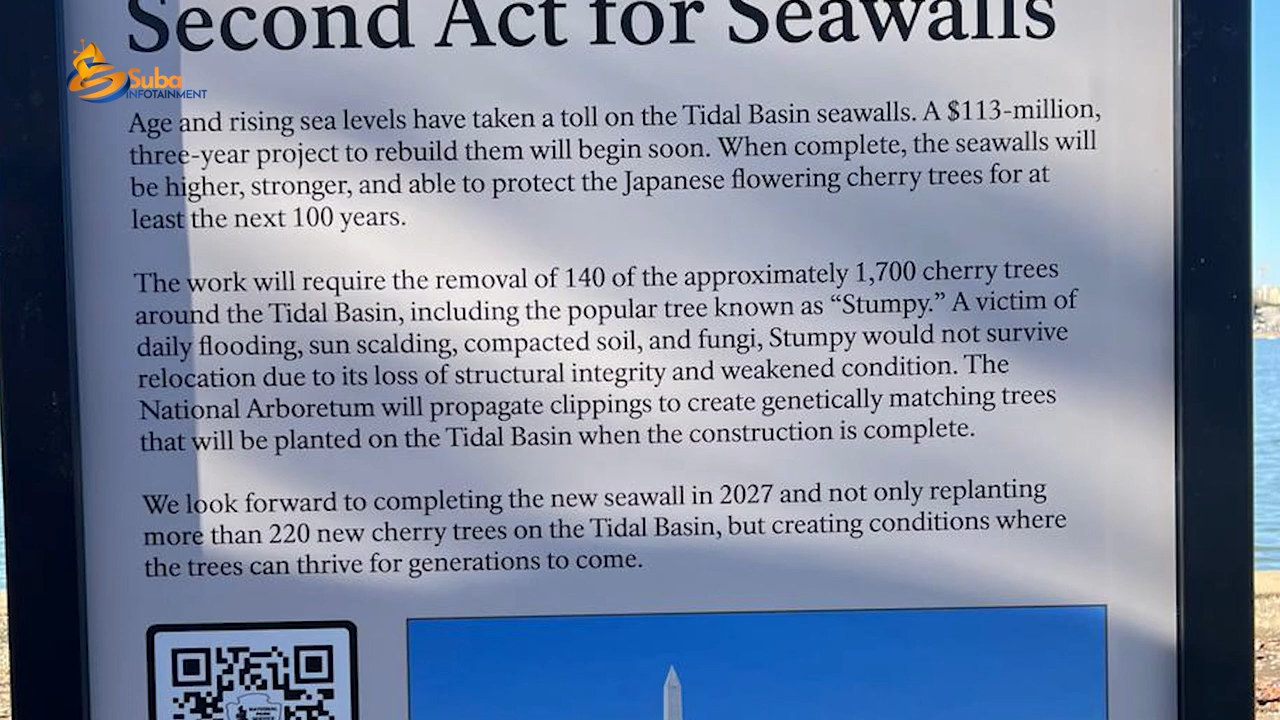 Second Act for Seawalls
Suba
INFOTAINMENT
Age and rising sea levels have taken a toll on the Tidal Basin seawalls. A $113-million,
three-year project to rebuild them will begin soon. When complete, the seawalls will
be higher, stronger, and able to protect the Japanese flowering cherry trees for at
least the next 100 years.
The work will require the removal of 140 of the approximately 1,700 cherry trees
around the Tidal Basin, including the popular tree known as “Stumpy.” A victim of
daily flooding, sun scalding, compacted soil, and fungi, Stumpy would not survive
relocation due to its loss of structural integrity and weakened condition. The
National Arboretum will propagate clippings to create genetically matching trees
that will be planted on the Tidal Basin when the construction is complete.
We look forward to completing the new seawall in 2027 and not only replanting
more than 220 new cherry trees on the Tidal Basin, but creating conditions where
the trees can thrive for generations to come.